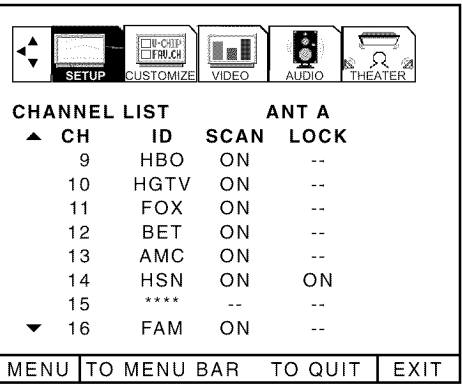 V-CHIP
FAV.CH
SETUP CUSTOMIZE VIDEO AUDIO THEATER
CHANNEL LIST ANT A
CH ID SCAN LOCK
9 HBO ON --
10 HGTV ON --
11 FOX ON --
12 BET ON --
13 AMC ON --
14 HSN ON ON
15 **** -- --
16 FAM ON --
MENU TO MENU BAR TO QUIT EXIT